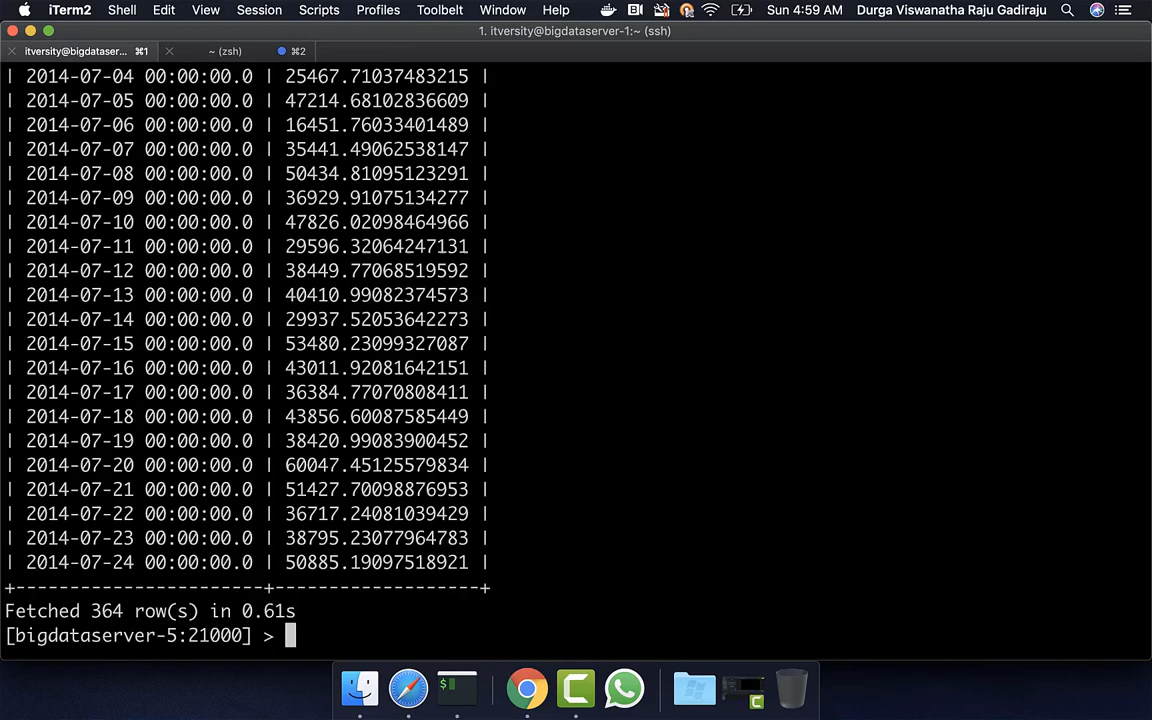 iTerm2 Shell Edit View Session Scripts Profiles Toolbelt Window Help Sun 4:59 AM Durga Viswanatha Raju Gadiraju
1. itversity@bigdataserver-1:~ (ssh)
itversity@bigdataser... ⌘1 ~ (zsh) ⌘2
| 2014-07-04 00:00:00.0 | 25467.71037483215 |
| 2014-07-05 00:00:00.0 | 47214.68102836609 |
| 2014-07-06 00:00:00.0 | 16451.76033401489 |
| 2014-07-07 00:00:00.0 | 35441.49062538147 |
| 2014-07-08 00:00:00.0 | 50434.81095123291 |
| 2014-07-09 00:00:00.0 | 36929.91075134277 |
| 2014-07-10 00:00:00.0 | 47826.02098464966 |
| 2014-07-11 00:00:00.0 | 29596.32064247131 |
| 2014-07-12 00:00:00.0 | 38449.77068519592 |
| 2014-07-13 00:00:00.0 | 40410.99082374573 |
| 2014-07-14 00:00:00.0 | 29937.52053642273 |
| 2014-07-15 00:00:00.0 | 53480.23099327087 |
| 2014-07-16 00:00:00.0 | 43011.92081642151 |
| 2014-07-17 00:00:00.0 | 36384.77070808411 |
| 2014-07-18 00:00:00.0 | 43856.60087585449 |
| 2014-07-19 00:00:00.0 | 38420.99083900452 |
| 2014-07-20 00:00:00.0 | 60047.45125579834 |
| 2014-07-21 00:00:00.0 | 51427.70098876953 |
| 2014-07-22 00:00:00.0 | 36717.24081039429 |
| 2014-07-23 00:00:00.0 | 38795.23077964783 |
| 2014-07-24 00:00:00.0 | 50885.19097518921 |
+-----------------------+-------------------+
Fetched 364 row(s) in 0.61s
[bigdataserver-5:21000] >